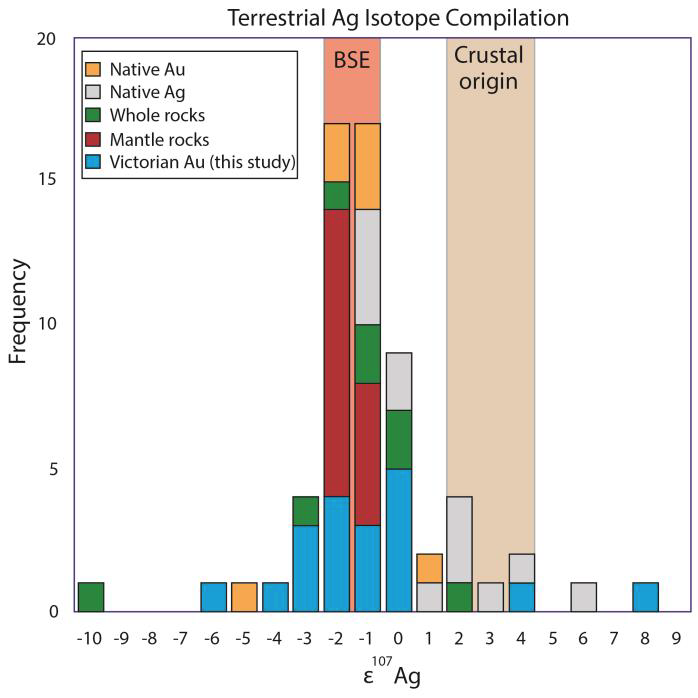 Terrestrial Ag Isotope Compilation
20
15
10
5
0
Frequency
Native Au
Native Ag
Whole rocks
Mantle rocks
Victorian Au (this study)
BSE
Crustal
origin
-10 -9 -8 -7 -6 -5 -4 -3 -2 -1 0 1 2 3 4 5 6 7 8 9
ε¹⁰⁷Ag